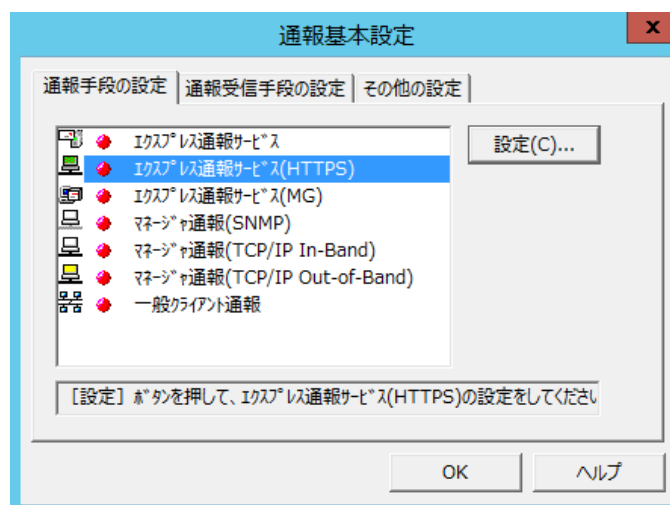 通報基本設定
x
通報手段の設定 通報受信手段の設定 その他の設定
ｴｸｽﾌﾟﾚｽ通報ｻｰﾋﾞｽ
設定(C)...
ｴｸｽﾌﾟﾚｽ通報ｻｰﾋﾞｽ(HTTPS)
ｴｸｽﾌﾟﾚｽ通報ｻｰﾋﾞｽ(MG)
ﾏﾈｰｼﾞｬ通報(SNMP)
ﾏﾈｰｼﾞｬ通報(TCP/IP In-Band)
ﾏﾈｰｼﾞｬ通報(TCP/IP Out-of-Band)
一般ｸﾗｲｱﾝﾄ通報
［設定］ﾎﾞﾀﾝを押して、ｴｸｽﾌﾟﾚｽ通報ｻｰﾋﾞｽ(HTTPS)の設定をしてくださ
OK ヘルプ